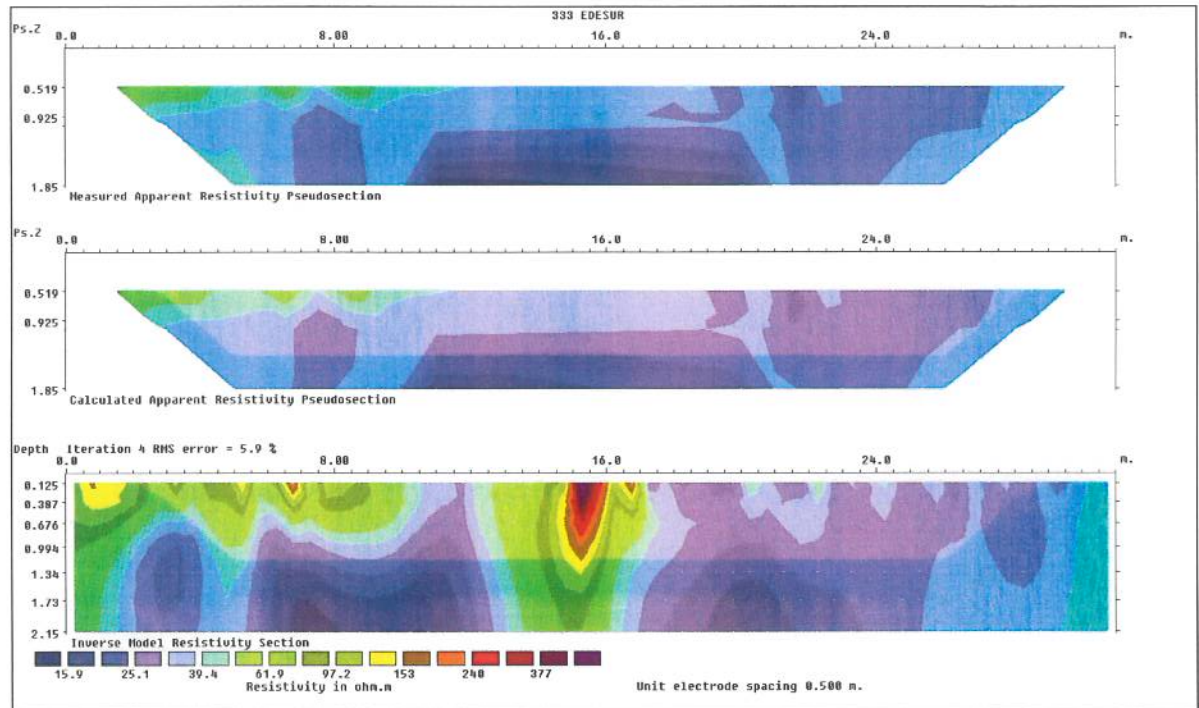 333 EDESUR
Ps.Z 0.0 8.00 16.0 24.0 m.
0.519
0.925
1.85
Measured Apparent Resistivity Pseudosection
Ps.Z 0.0 8.00 16.0 24.0 m.
0.519
0.925
1.85
Calculated Apparent Resistivity Pseudosection
Depth Iteration 4 RMS error = 5.9 %
0.0 8.00 16.0 24.0 m.
0.125
0.387
0.676
0.994
1.34
1.73
2.15
Inverse Model Resistivity Section
15.9 25.1 39.4 61.9 97.2 153 240 377
Resistivity in ohm.m Unit electrode spacing 0.500 m.